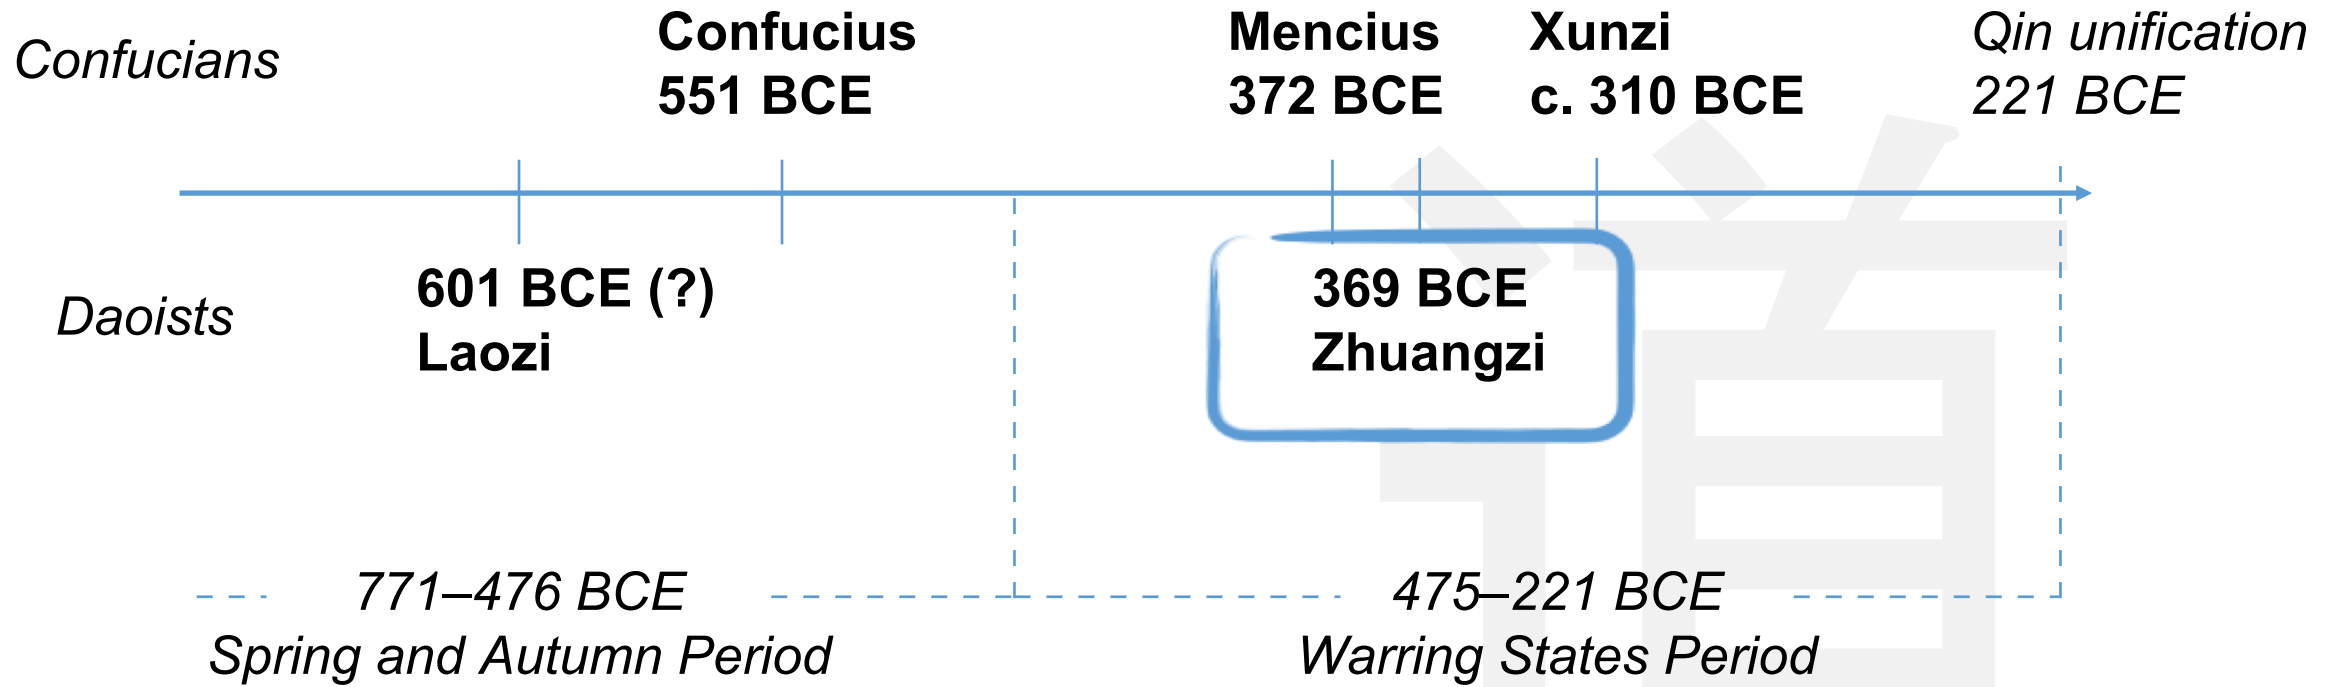 Confucians
Confucius
551 BCE
Mencius
372 BCE
Xunzi
c. 310 BCE
Qin unification
221 BCE
Daoists
601 BCE (?)
Laozi
369 BCE
Zhuangzi
771–476 BCE
Spring and Autumn Period
475–221 BCE
Warring States Period
道